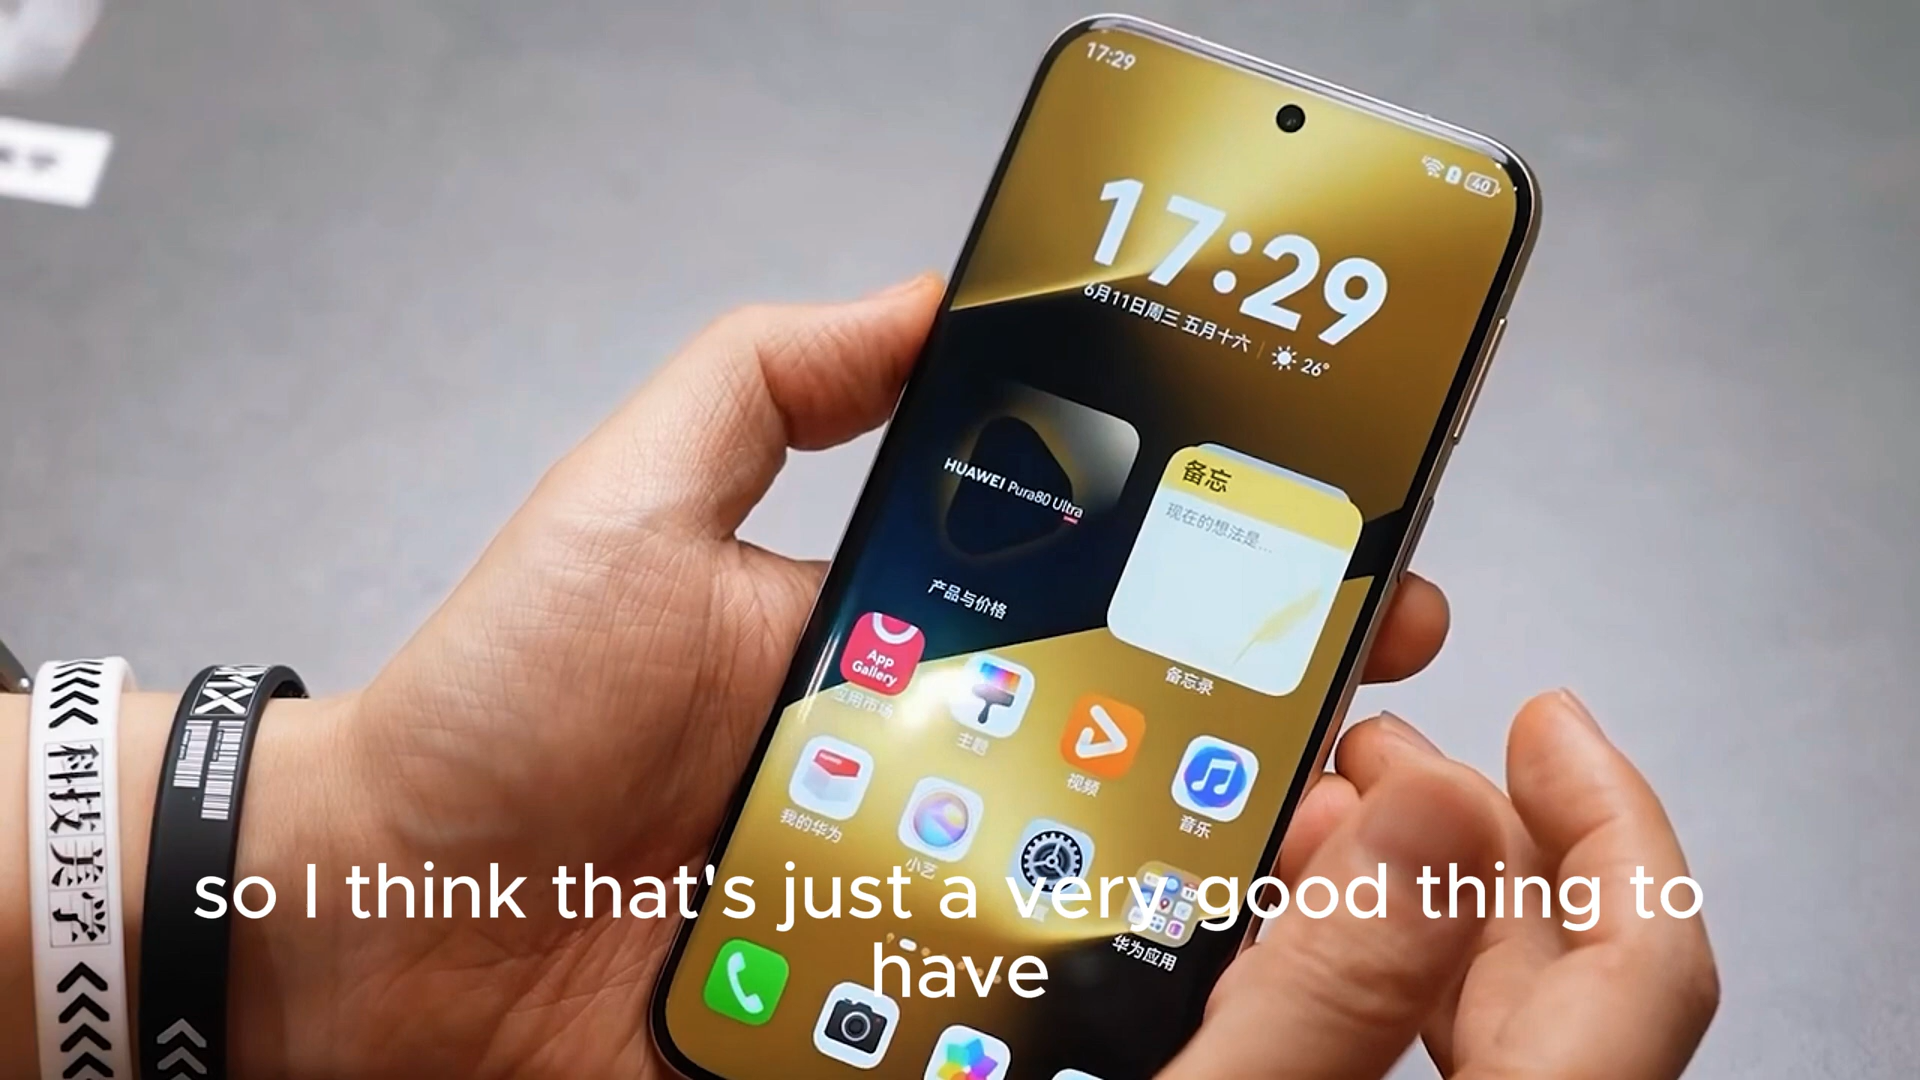 17:29
40
17:29
6月11日周三 五月十六
26°
HUAWEI Pura80 Ultra
产品与价格
备忘
现在的想法是...
备忘录
App
Gallery
应用市场
主题
视频
音乐
HUAWEI
我的华为
小艺
华为应用
科技美学
so I think that's just a very good thing to
have